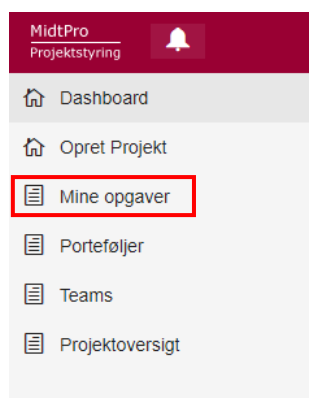 MidtPro
Projektstyring
Dashboard
Opret Projekt
Mine opgaver
Porteføljer
Teams
Projektoversigt